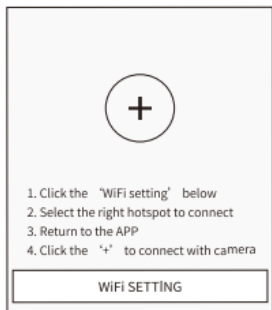 +
1. Click the ‘WiFi setting’ below
2. Select the right hotspot to connect
3. Return to the APP
4. Click the ‘+’ to connect with camera
WiFi SETTING